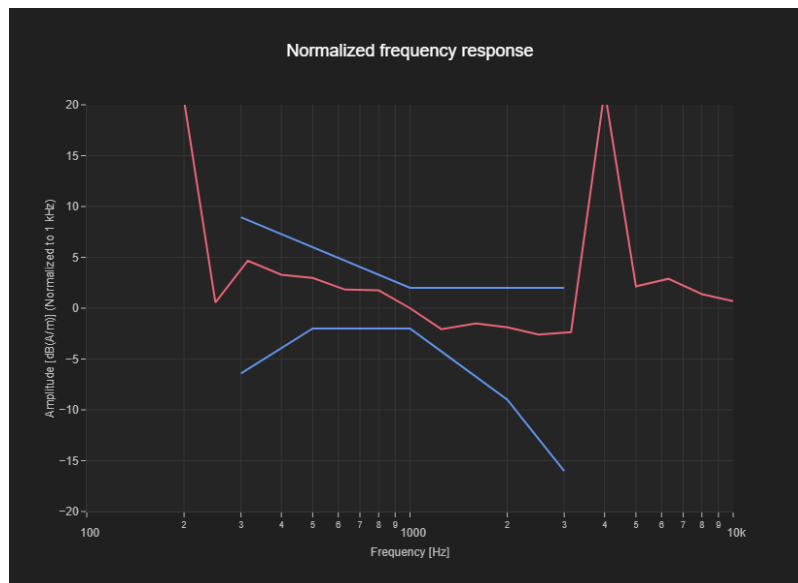 Normalized frequency response
Amplitude [dB(A/m)] (Normalized to 1 kHz)
20
15
10
5
0
−5
−10
−15
−20
100 2 3 4 5 6 7 8 9 1000 2 3 4 5 6 7 8 9 10k
Frequency [Hz]